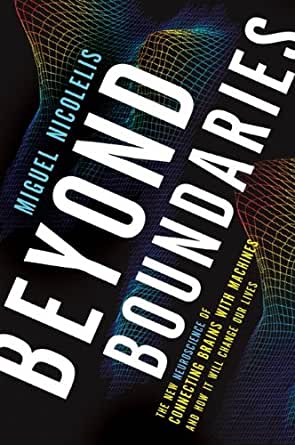 MIGUEL NICOLELIS
BEYOND
BOUNDARIES
THE NEW NEUROSCIENCE OF
CONNECTING BRAINS WITH MACHINES
AND HOW IT WILL CHANGE OUR LIVES